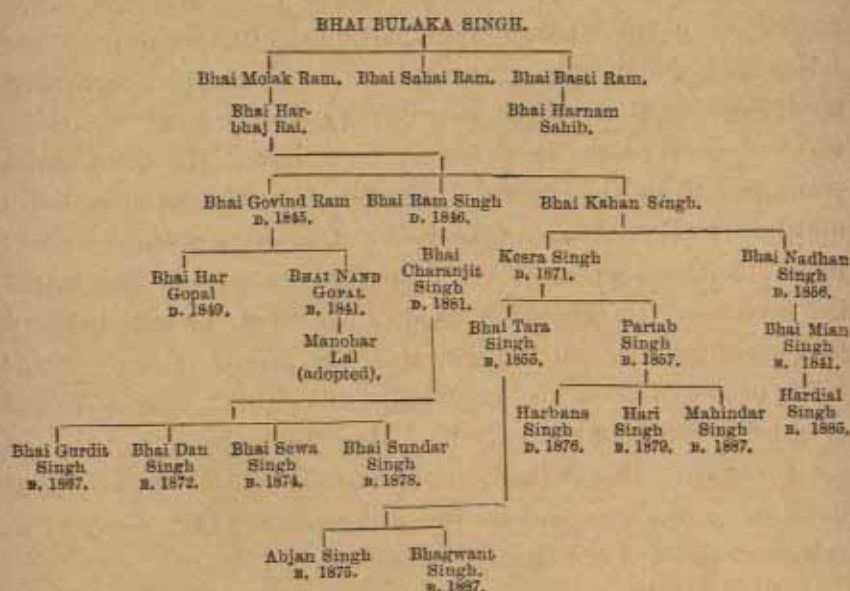 BHAI BULAKA SINGH.
Bhai Molak Ram. Bhai Sahai Ram. Bhai Basti Ram.
Bhai Har-
bhaj Rai.
Bhai Harnam
Sahib.
Bhai Govind Ram
D. 1845.
Bhai Ram Singh
D. 1846.
Bhai Kahan Singh.
Bhai Har
Gopal
D. 1849.
BHAI NAND
GOPAL
B. 1841.
Bhai
Charanjit
Singh
D. 1881.
Kesra Singh
D. 1871.
Bhai Nadhan
Singh
D. 1856.
Manohar
Lal
(adopted).
Bhai Tara
Singh
B. 1855.
Partab
Singh
B. 1857.
Bhai Mian
Singh
B. 1841.
Harbans
Singh
D. 1876.
Hari
Singh
B. 1879.
Mahindar
Singh
B. 1887.
Hardial
Singh
B. 1885.
Bhai Gurdit
Singh
B. 1867.
Bhai Dan
Singh
B. 1872.
Bhai Sewa
Singh
B. 1874.
Bhai Sundar
Singh
B. 1878.
Abjan Singh
B. 1875.
Bhagwant
Singh.
B. 1887.